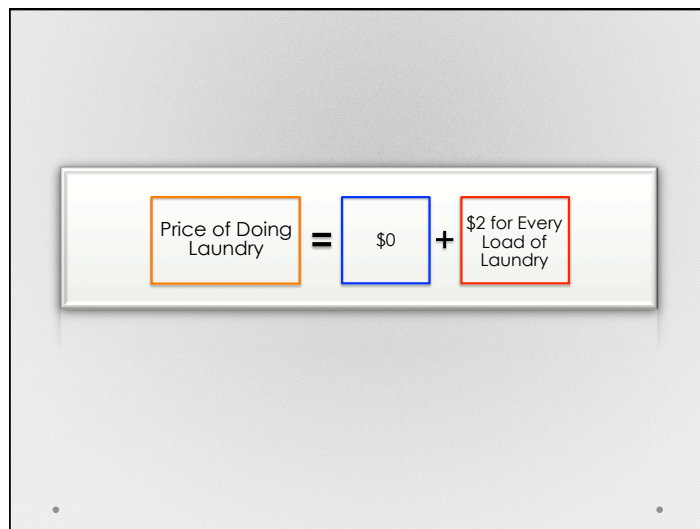 Price of Doing
Laundry
=
$0
+
$2 for Every
Load of
Laundry